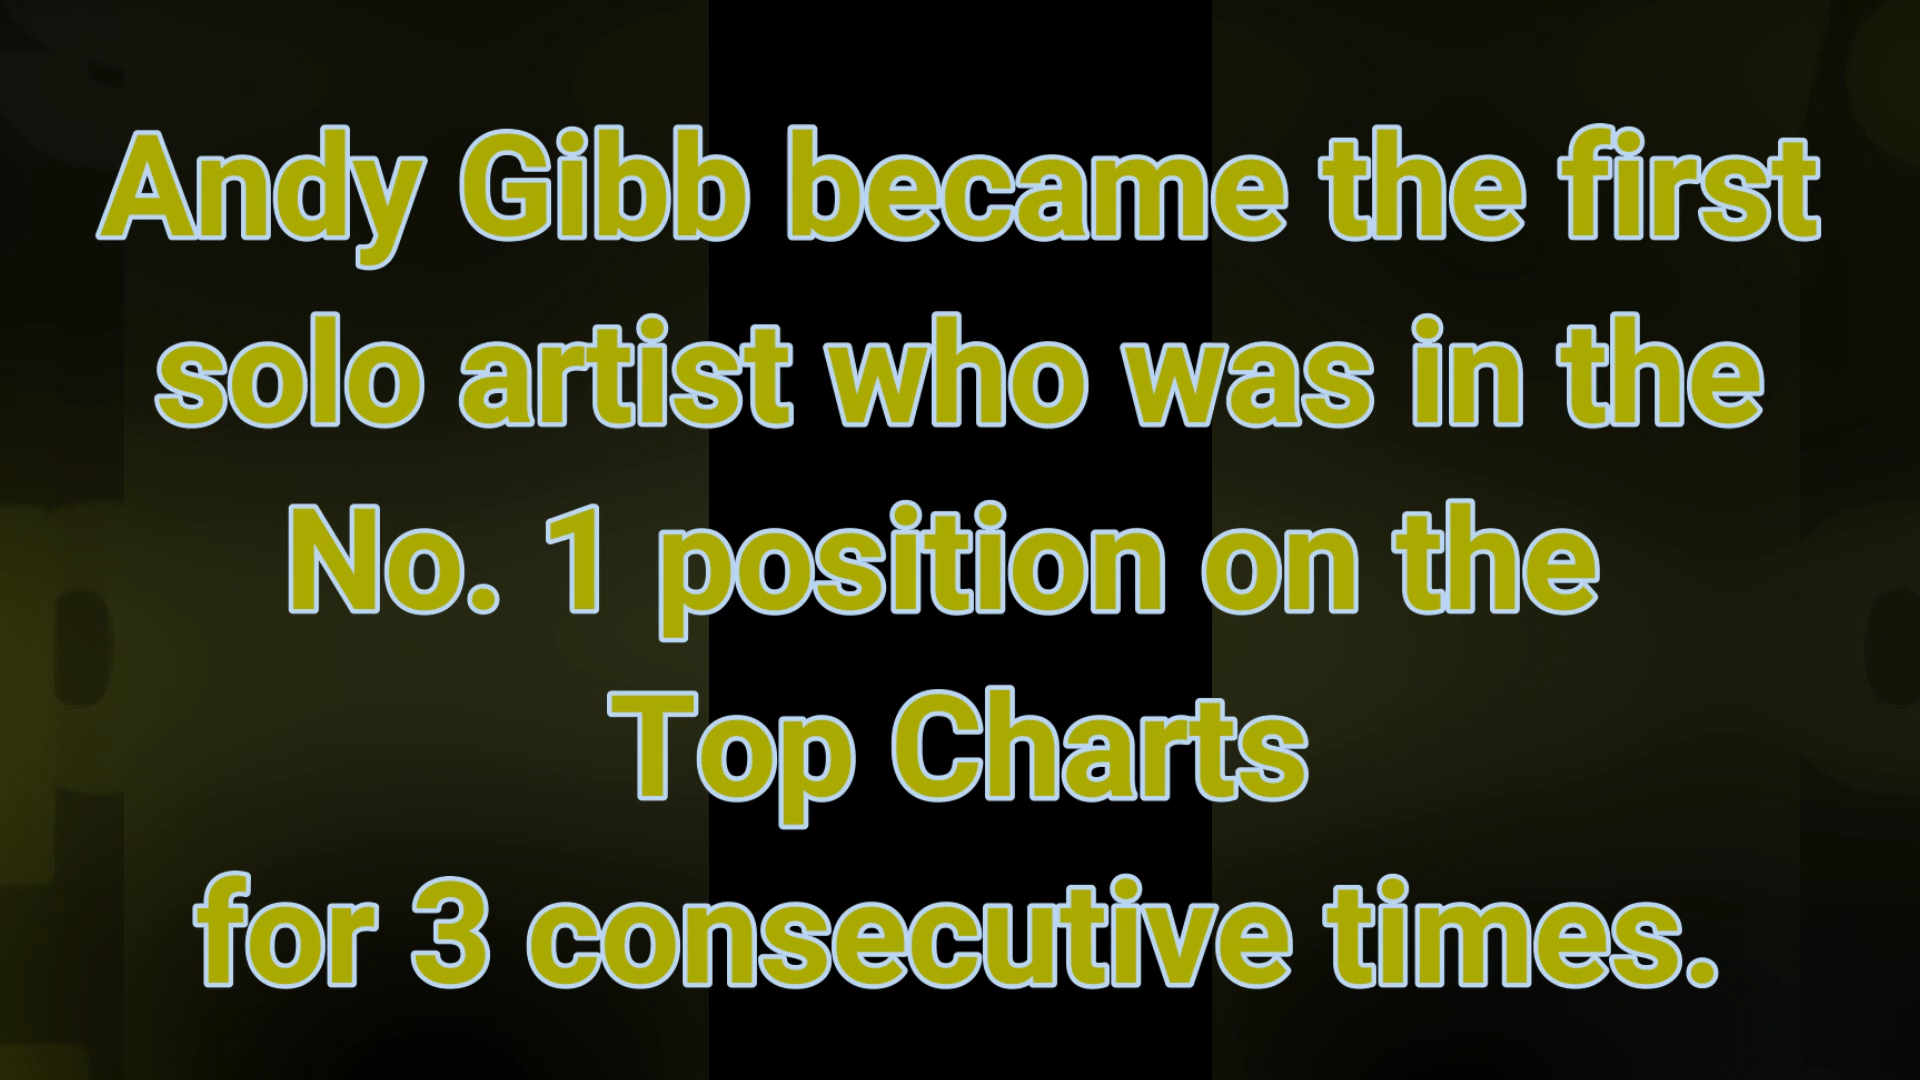 Andy Gibb became the first
solo artist who was in the
No. 1 position on the
Top Charts
for 3 consecutive times.